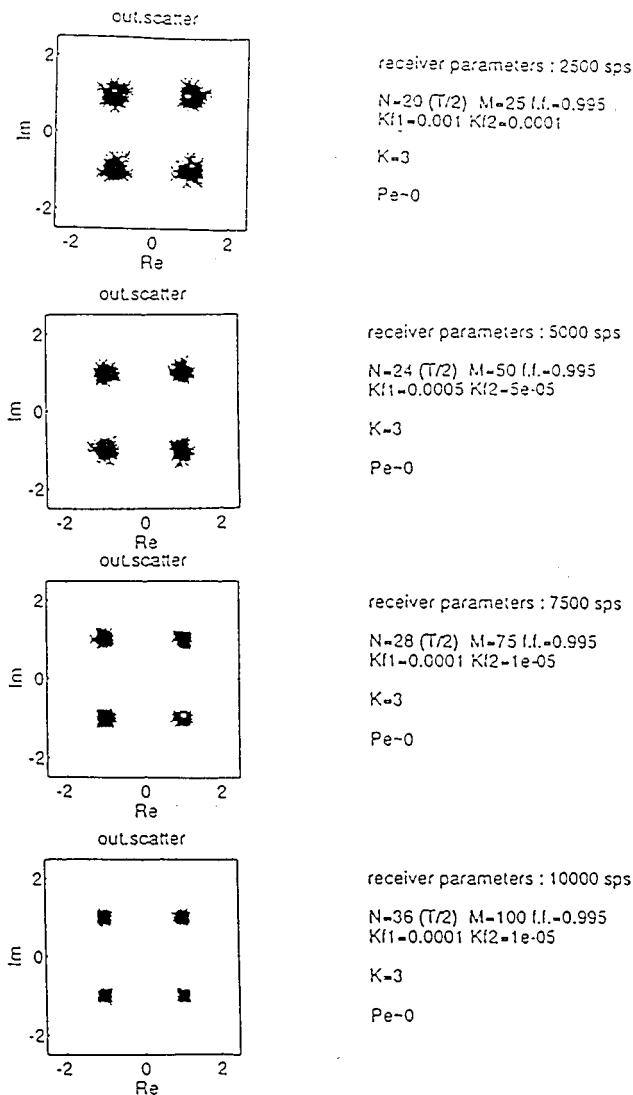 out.scatter
2
0
-2
Im
-2 0 2
Re
receiver parameters : 2500 sps
N=20 (T/2) M=25 f.f.=0.995
Kf1=0.001 Kf2=0.0001
K=3
Pe~0
out.scatter
2
0
-2
Im
-2 0 2
Re
receiver parameters : 5000 sps
N=24 (T/2) M=50 f.f.=0.995
Kf1=0.0005 Kf2=5e-05
K=3
Pe~0
out.scatter
2
0
-2
Im
-2 0 2
Re
receiver parameters : 7500 sps
N=28 (T/2) M=75 f.f.=0.995
Kf1=0.0001 Kf2=1e-05
K=3
Pe~0
out.scatter
2
0
-2
Im
-2 0 2
Re
receiver parameters : 10000 sps
N=36 (T/2) M=100 f.f.=0.995
Kf1=0.0001 Kf2=1e-05
K=3
Pe~0